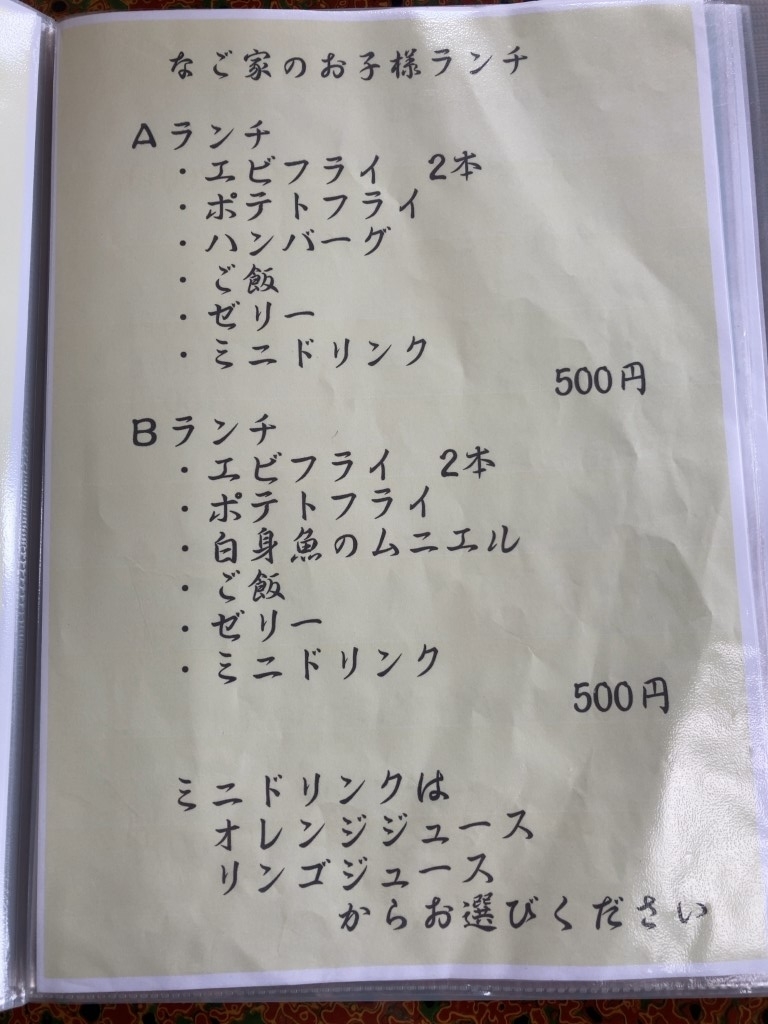 なご家のお子様ランチ
Aランチ
・エビフライ 2本
・ポテトフライ
・ハンバーグ
・ご飯
・ゼリー
・ミニドリンク
500円
Bランチ
・エビフライ 2本
・ポテトフライ
・白身魚のムニエル
・ご飯
・ゼリー
・ミニドリンク
500円
ミニドリンクは
オレンジジュース
リンゴジュース
からお選びください